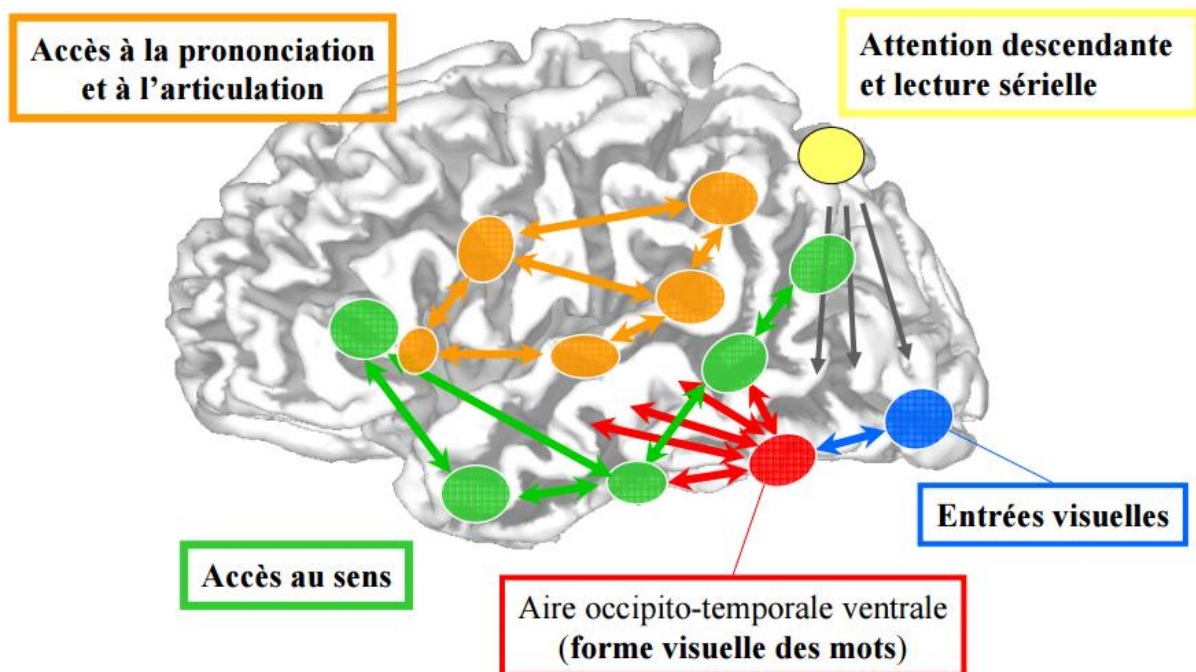 Accès à la prononciation
et à l’articulation
Attention descendante
et lecture sérielle
Entrées visuelles
Accès au sens
Aire occipito-temporale ventrale
(forme visuelle des mots)